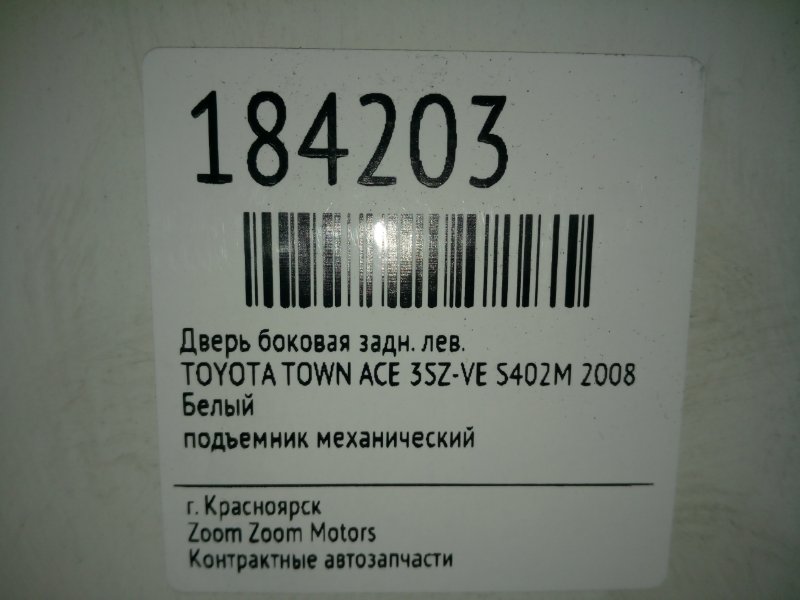 184203
Дверь боковая задн. лев.
TOYOTA TOWN ACE 3SZ-VE S402M 2008
Белый
подъемник механический
г. Красноярск
Zoom Zoom Motors
Контрактные автозапчасти